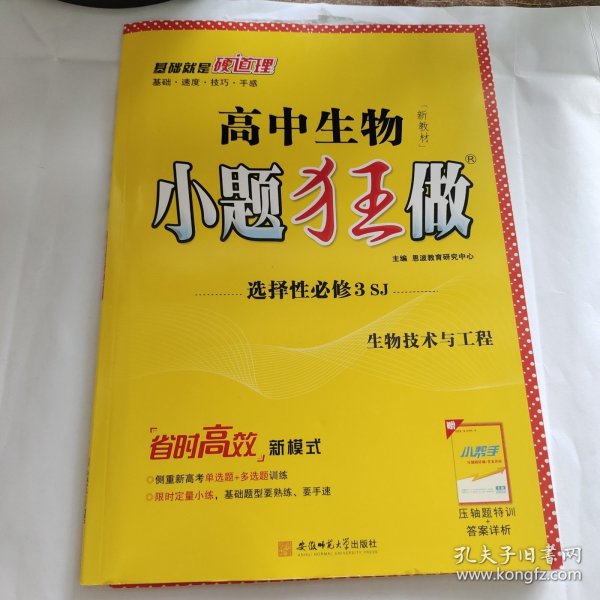 基础就是硬道理
基础·速度·技巧·手感
高中生物
「新教材」
小题狂做®
主编 恩波教育研究中心
选择性必修3 SJ
生物技术与工程
省时高效 新模式
侧重新高考单选题+多选题训练
限时定量小练，基础题型要熟练、要手速
赠
小帮手
压轴题特训
+
答案详析
安徽师范大学出版社
ANHUI NORMAL UNIVERSITY PRESS
孔夫子旧书网
www.kongfz.com